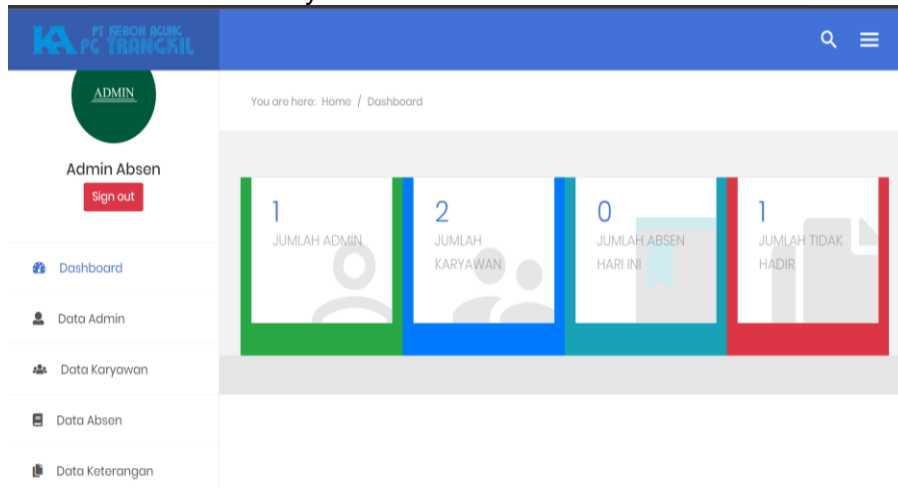 PT KEBON AGUNG
KA PG TRANGKIL
ADMIN
You are here: Home / Dashboard
Admin Absen
Sign out
1
JUMLAH ADMIN
2
JUMLAH
KARYAWAN
0
JUMLAH ABSEN
HARI INI
1
JUMLAH TIDAK
HADIR
Dashboard
Data Admin
Data Karyawan
Data Absen
Data Keterangan